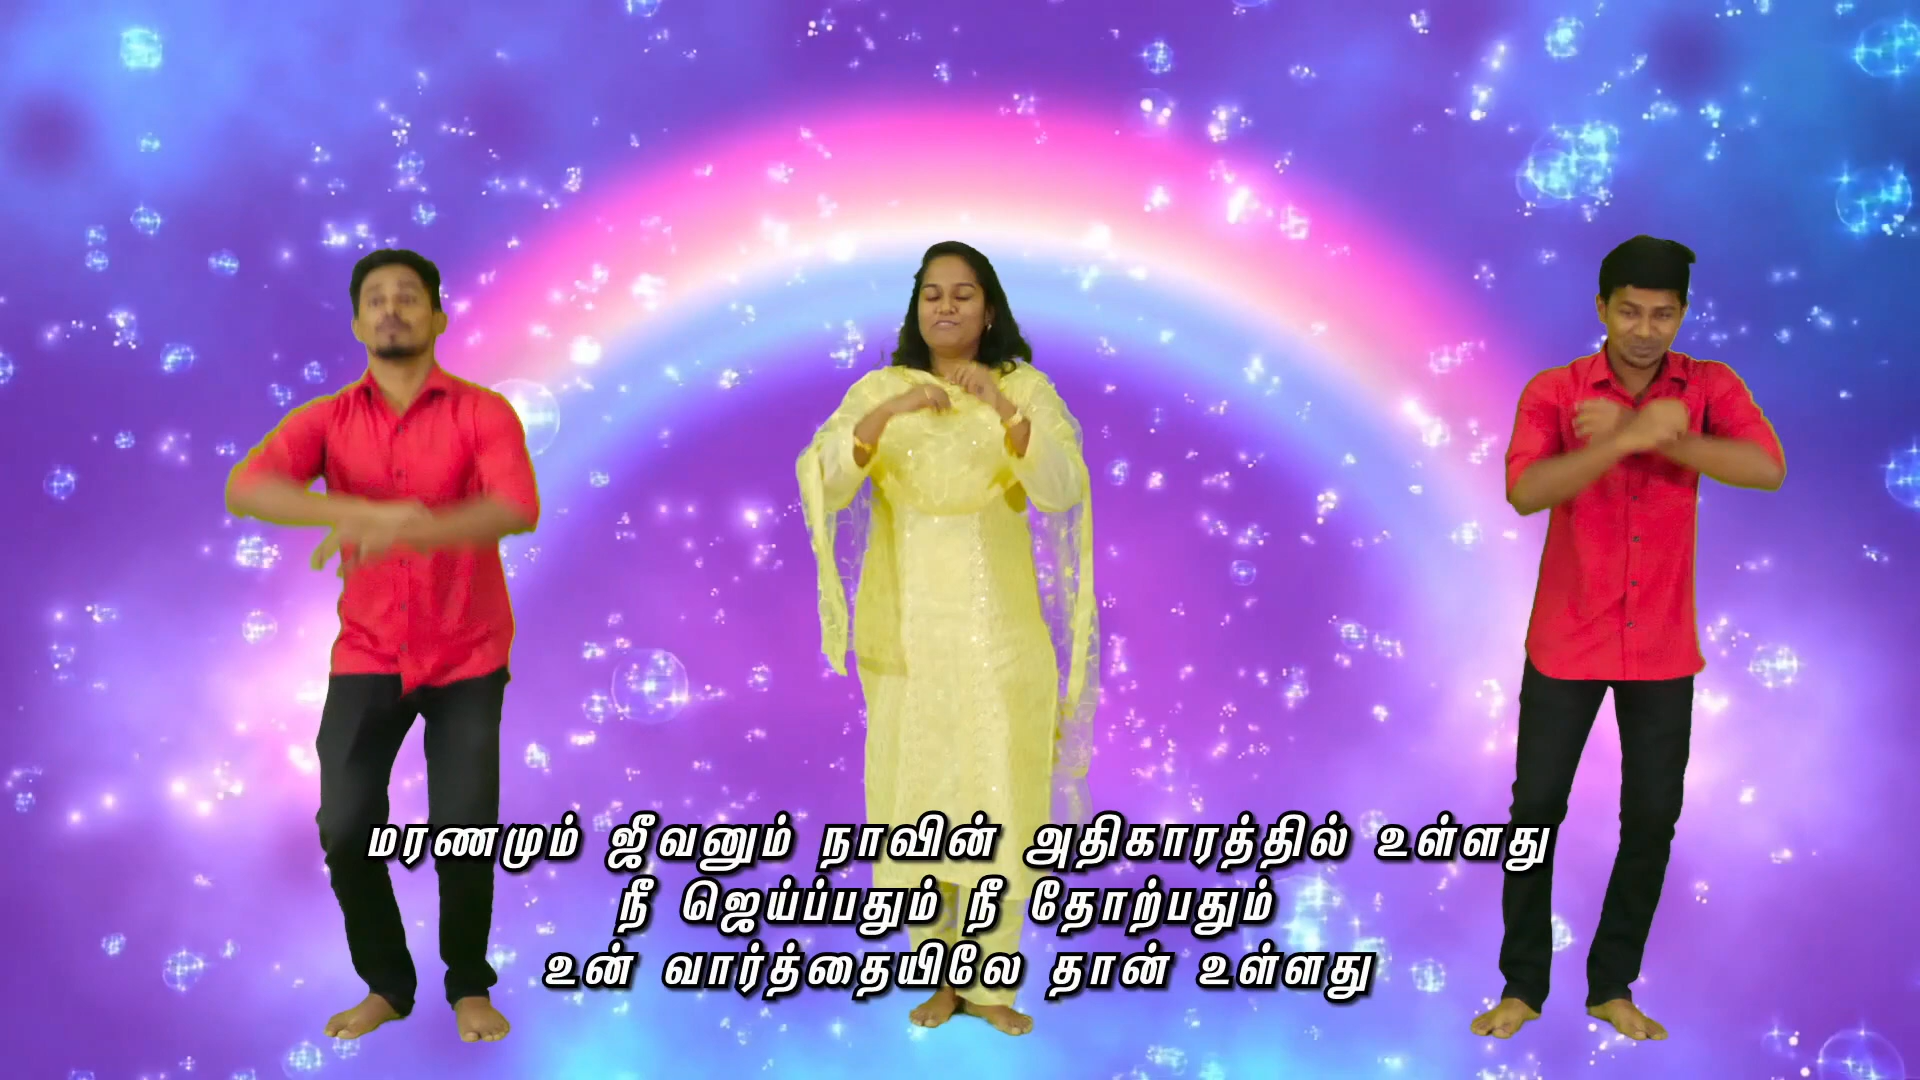 மரணமும் ஜீவனும் நாவின் அதிகாரத்தில் உள்ளது
நீ ஜெய்ப்பதும் நீ தோற்பதும்
உன் வார்த்தையிலே தான் உள்ளது